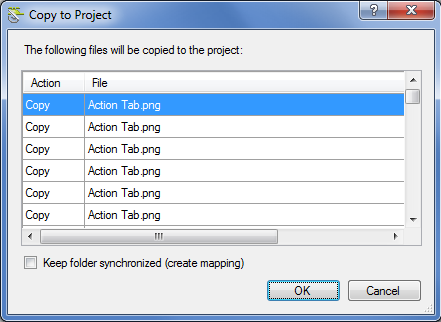 Copy to Project
The following files will be copied to the project:
Action File
Copy Action Tab.png
Copy Action Tab.png
Copy Action Tab.png
Copy Action Tab.png
Copy Action Tab.png
Copy Action Tab.png
Keep folder synchronized (create mapping)
OK Cancel